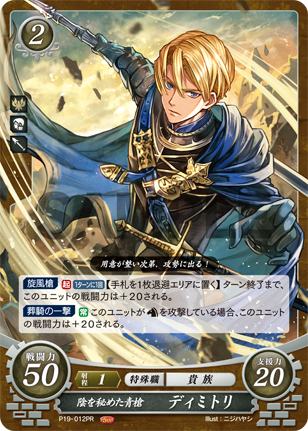 2
用意が整い次第、攻勢に出る！
旋風槍 起 1ターンに1回 【手札を1枚退避エリアに置く】ターン終了まで、
このユニットの戦闘力は＋20される。
葬騎の一撃 常 このユニットが を攻撃している場合、このユニット
の戦闘力は＋20される。
戦闘力 50
射程 1 特殊職 貴族
支援力 20
陰を秘めた青槍 ディミトリ
P19-012PR Illust：ニジハヤシ